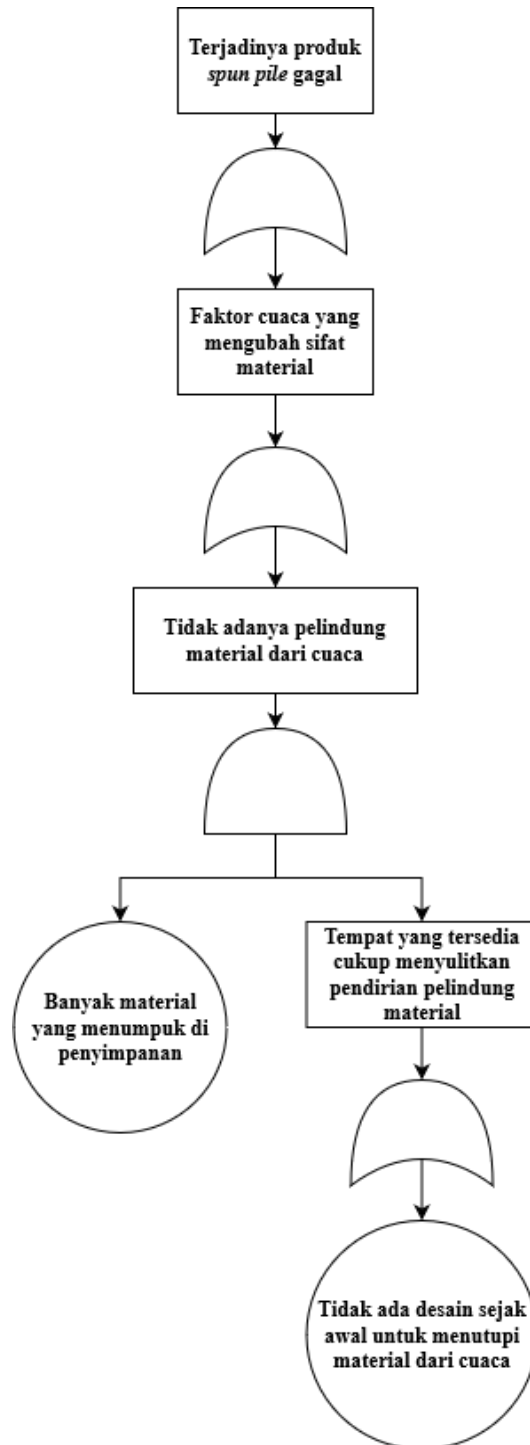 Terjadinya produk
spun pile gagal
Faktor cuaca yang
mengubah sifat
material
Tidak adanya pelindung
material dari cuaca
Banyak material
yang menumpuk di
penyimpanan
Tempat yang tersedia
cukup menyulitkan
pendirian pelindung
material
Tidak ada desain sejak
awal untuk menutupi
material dari cuaca